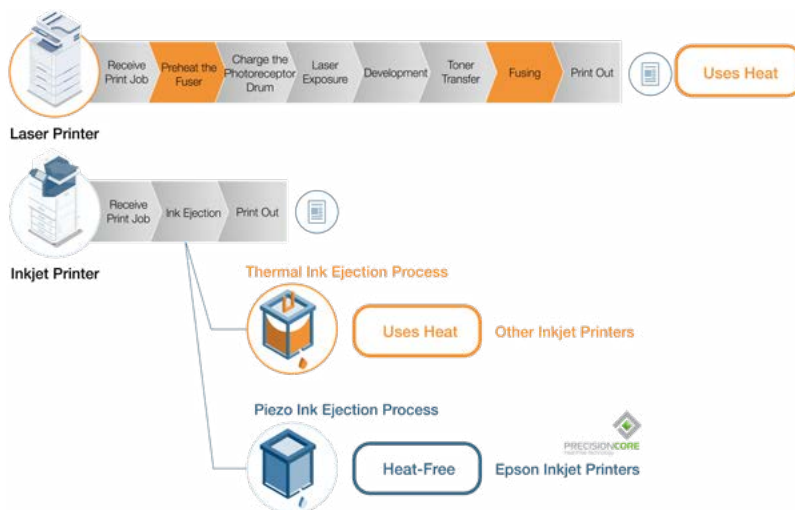 Receive
Print Job
Preheat the
Fuser
Charge the
Photoreceptor
Drum
Laser
Exposure
Development
Toner
Transfer
Fusing
Print Out
Uses Heat
Laser Printer
Receive
Print Job
Ink Ejection
Print Out
Inkjet Printer
Thermal Ink Ejection Process
Uses Heat
Other Inkjet Printers
Piezo Ink Ejection Process
PRECISIONCORE
Heat-Free
Epson Inkjet Printers